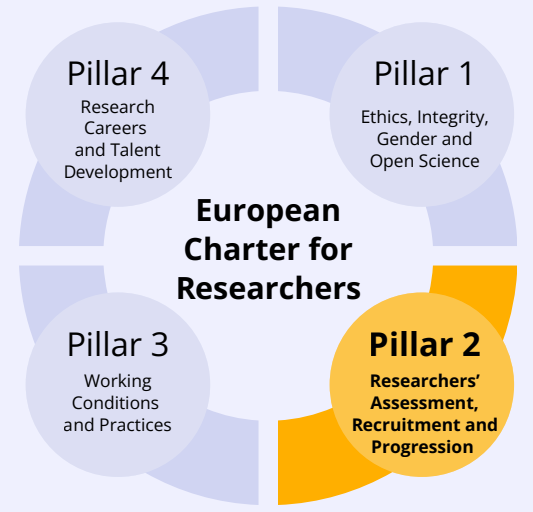 Pillar 4
Research
Careers
and Talent
Development
Pillar 1
Ethics, Integrity,
Gender and
Open Science
European
Charter for
Researchers
Pillar 3
Working
Conditions
and Practices
Pillar 2
Researchers’
Assessment,
Recruitment and
Progression